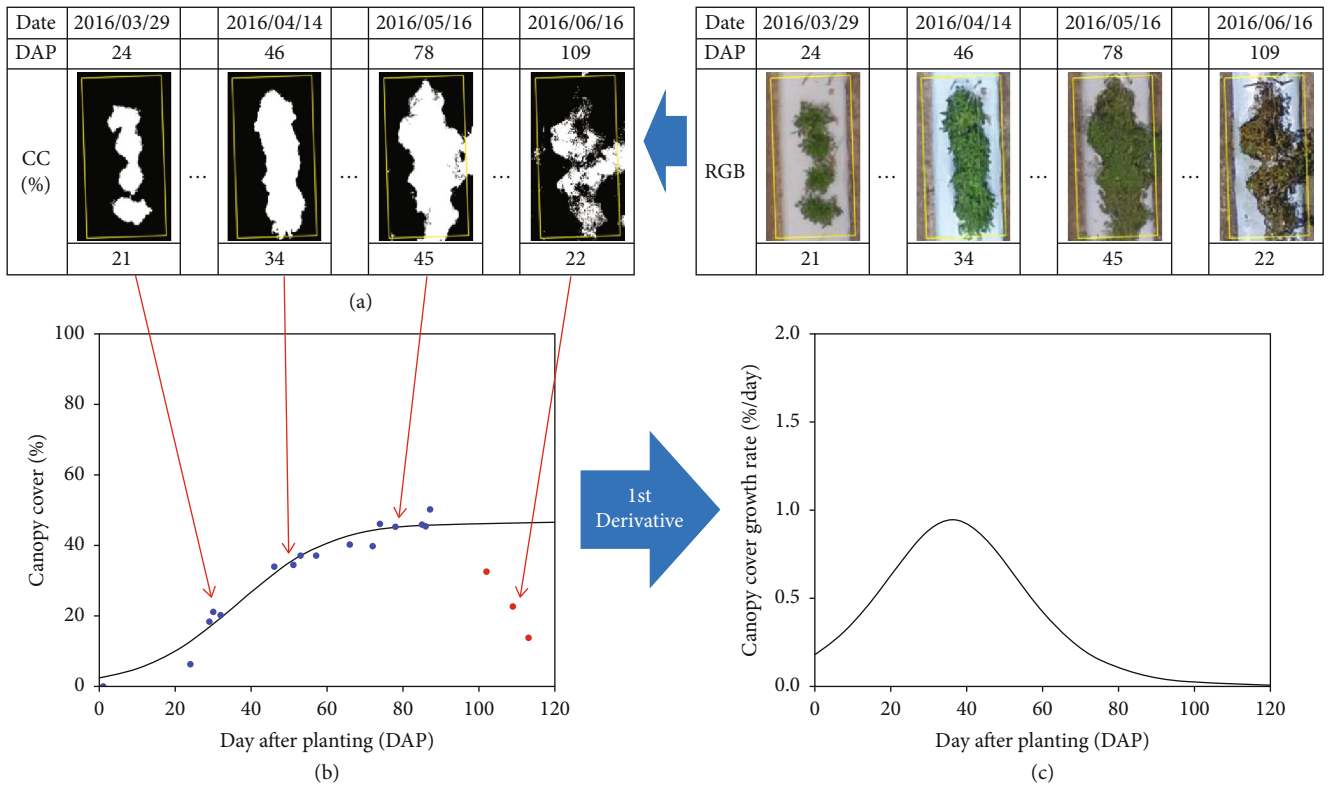 Date 2016/03/29 2016/04/14 2016/05/16 2016/06/16
DAP 24 46 78 109
CC (%) ... ... ...
21 34 45 22
(a)
Date 2016/03/29 2016/04/14 2016/05/16 2016/06/16
DAP 24 46 78 109
RGB ... ... ...
21 34 45 22
Canopy cover (%)
100
80
60
40
20
0
0 20 40 60 80 100 120
Day after planting (DAP)
(b)
1st
Derivative
Canopy cover growth rate (%/day)
2.0
1.5
1.0
0.5
0.0
0 20 40 60 80 100 120
Day after planting (DAP)
(c)